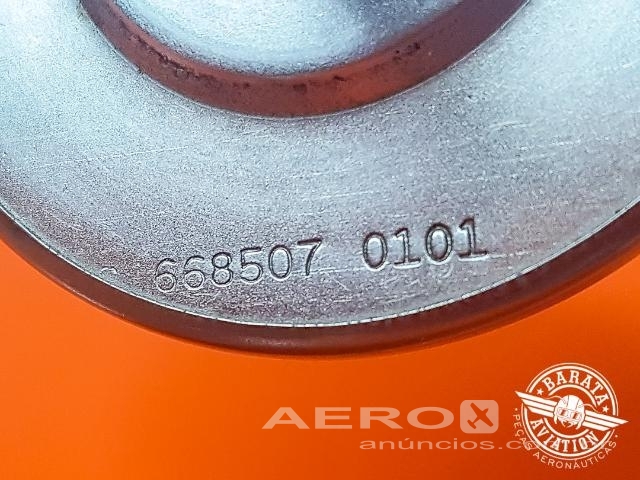 668507 0101
AERO X
anúncios.c
BARATA
AVIATION
PEÇAS AERONÁUTICAS